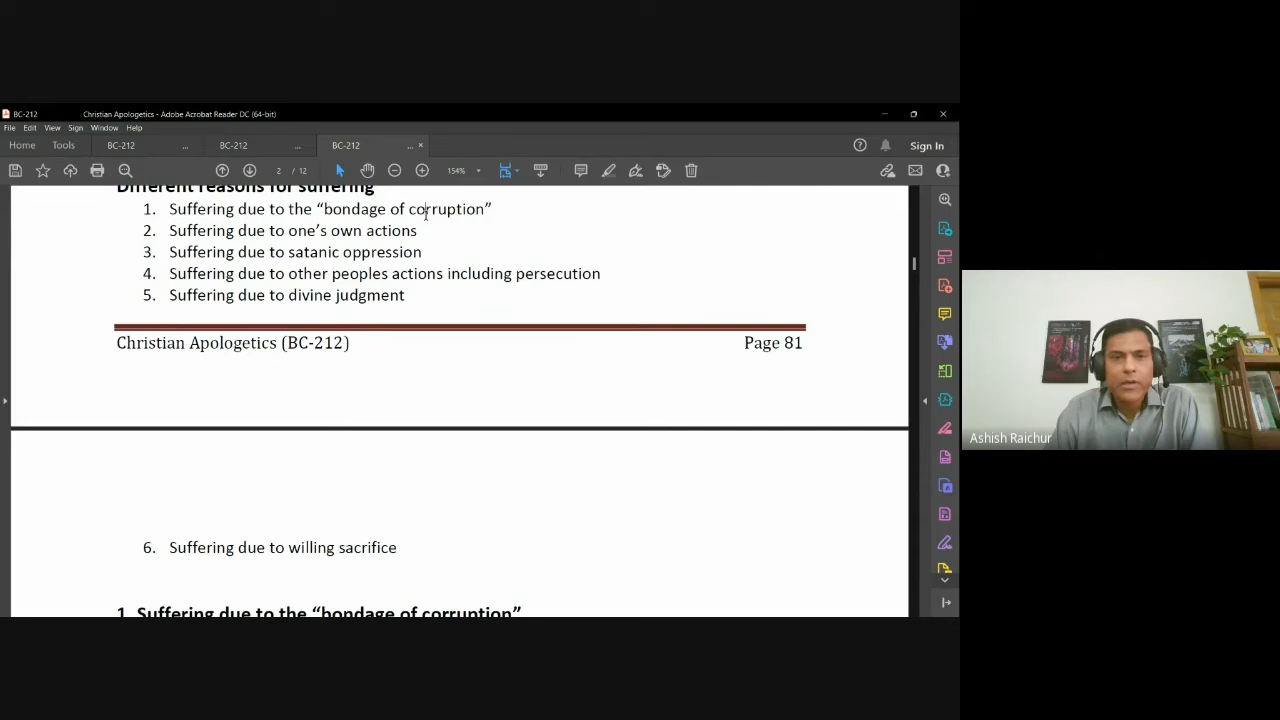 BC-212 Christian Apologetics - Adobe Acrobat Reader DC (64-bit)
File Edit View Sign Window Help
Home Tools BC-212 ... BC-212 ... BC-212 ... ×
Sign In
2 / 12 154%
Different reasons for suffering
1. Suffering due to the “bondage of corruption”
2. Suffering due to one’s own actions
3. Suffering due to satanic oppression
4. Suffering due to other peoples actions including persecution
5. Suffering due to divine judgment
Christian Apologetics (BC-212) Page 81
Ashish Raichur
6. Suffering due to willing sacrifice
1. Suffering due to the “bondage of corruption”